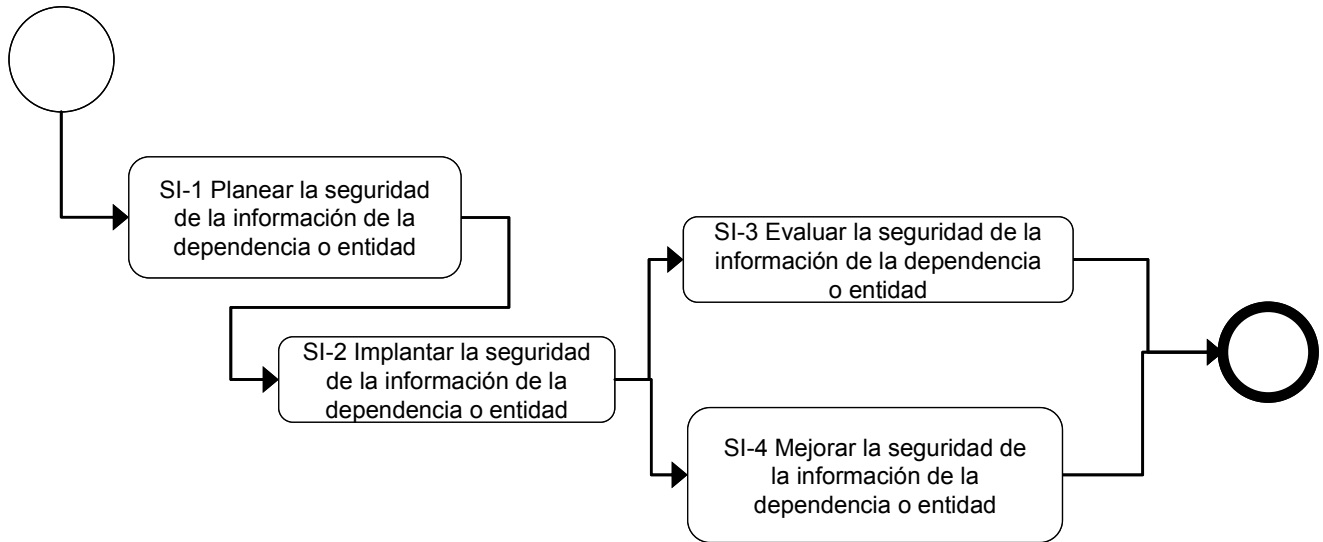 SI-1 Planear la seguridad
de la información de la
dependencia o entidad
SI-2 Implantar la seguridad
de la información de la
dependencia o entidad
SI-3 Evaluar la seguridad de la
información de la dependencia
o entidad
SI-4 Mejorar la seguridad de
la información de la
dependencia o entidad